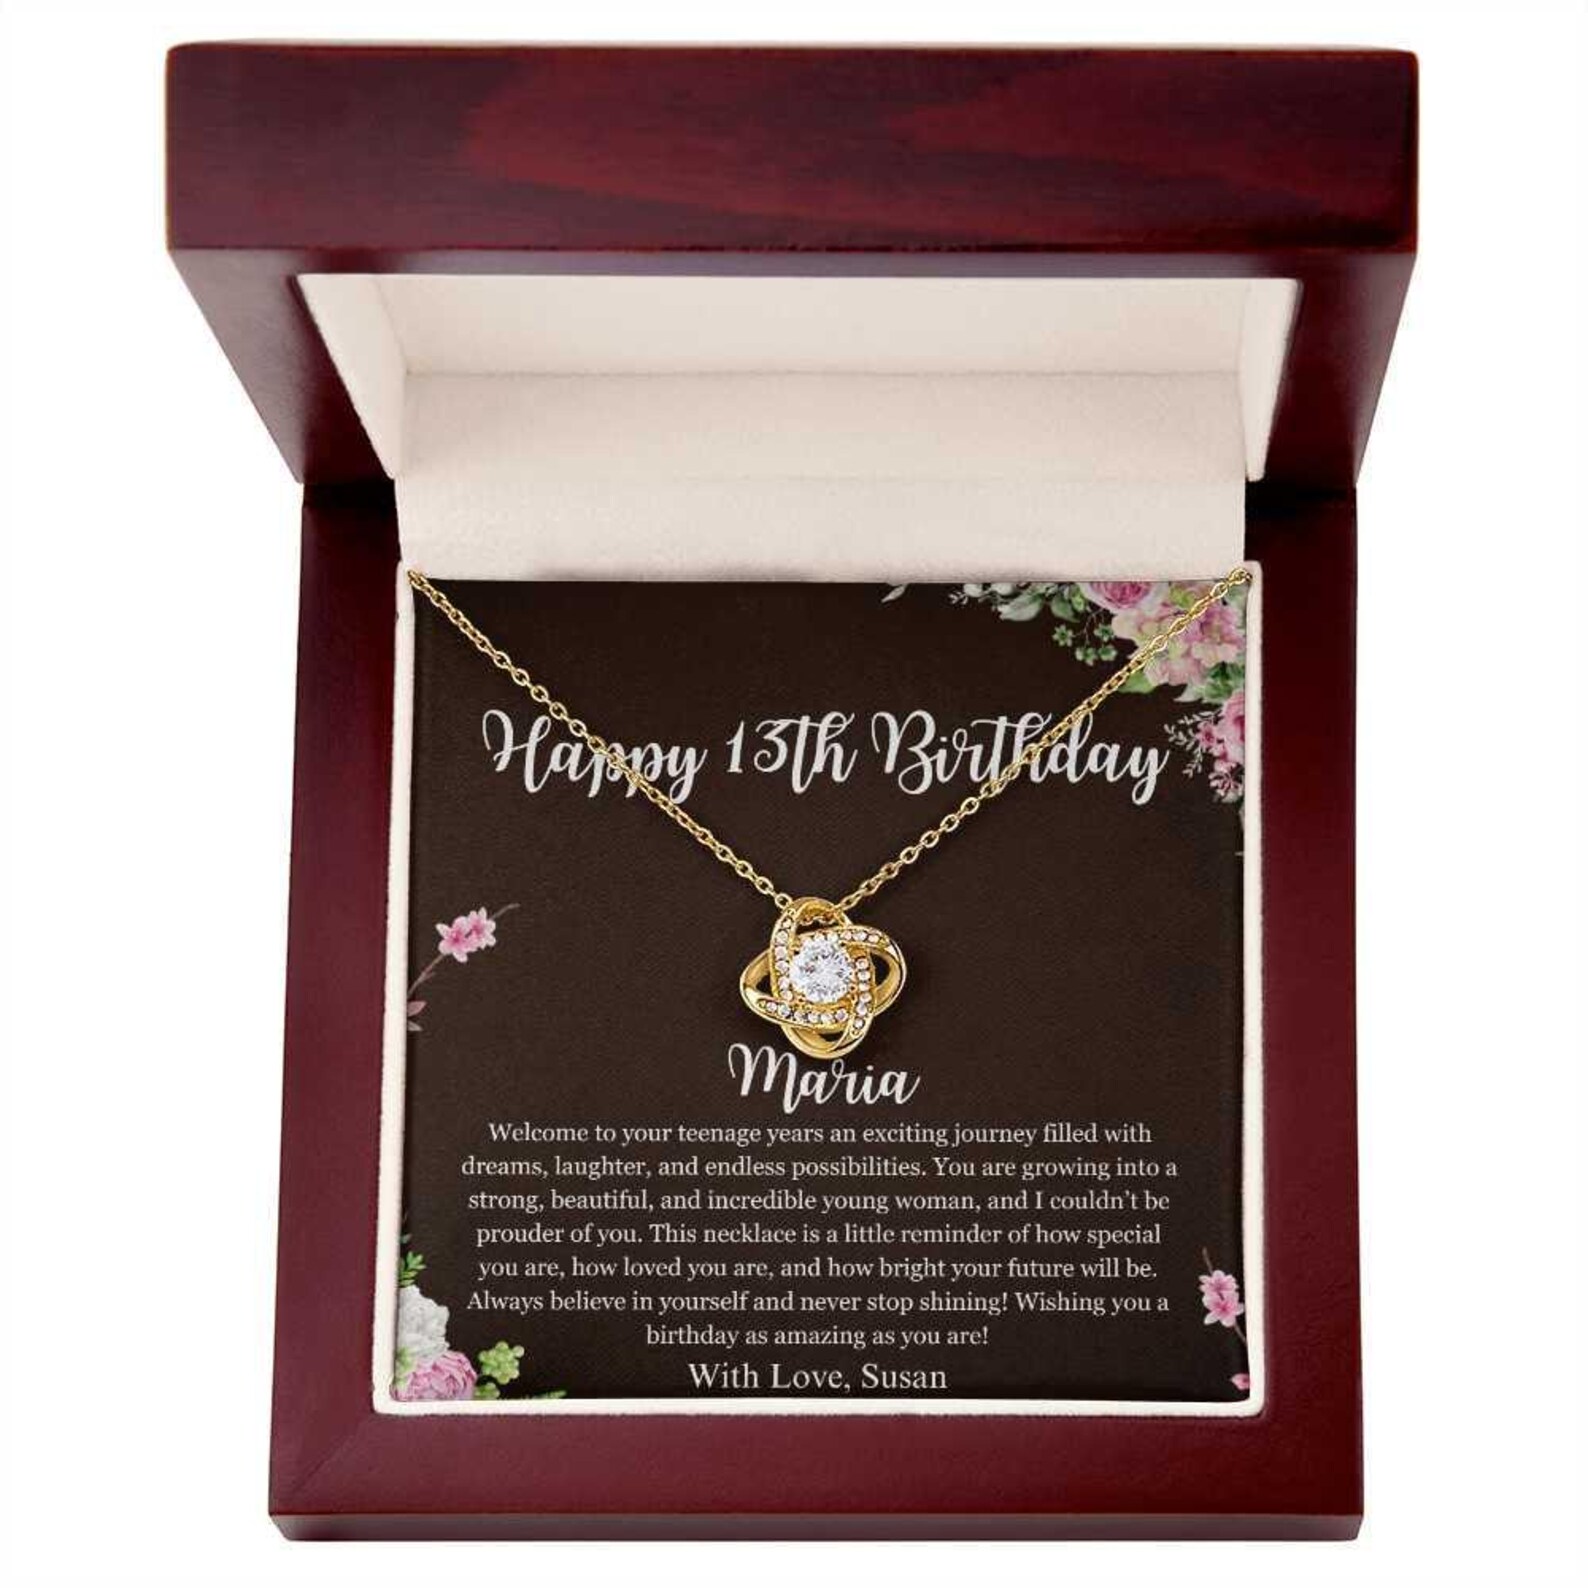 Happy 13th Birthday
Maria
Welcome to your teenage years an exciting journey filled with
dreams, laughter, and endless possibilities. You are growing into a
strong, beautiful, and incredible young woman, and I couldn't be
prouder of you. This necklace is a little reminder of how special
you are, how loved you are, and how bright your future will be.
Always believe in yourself and never stop shining! Wishing you a
birthday as amazing as you are!
With Love, Susan